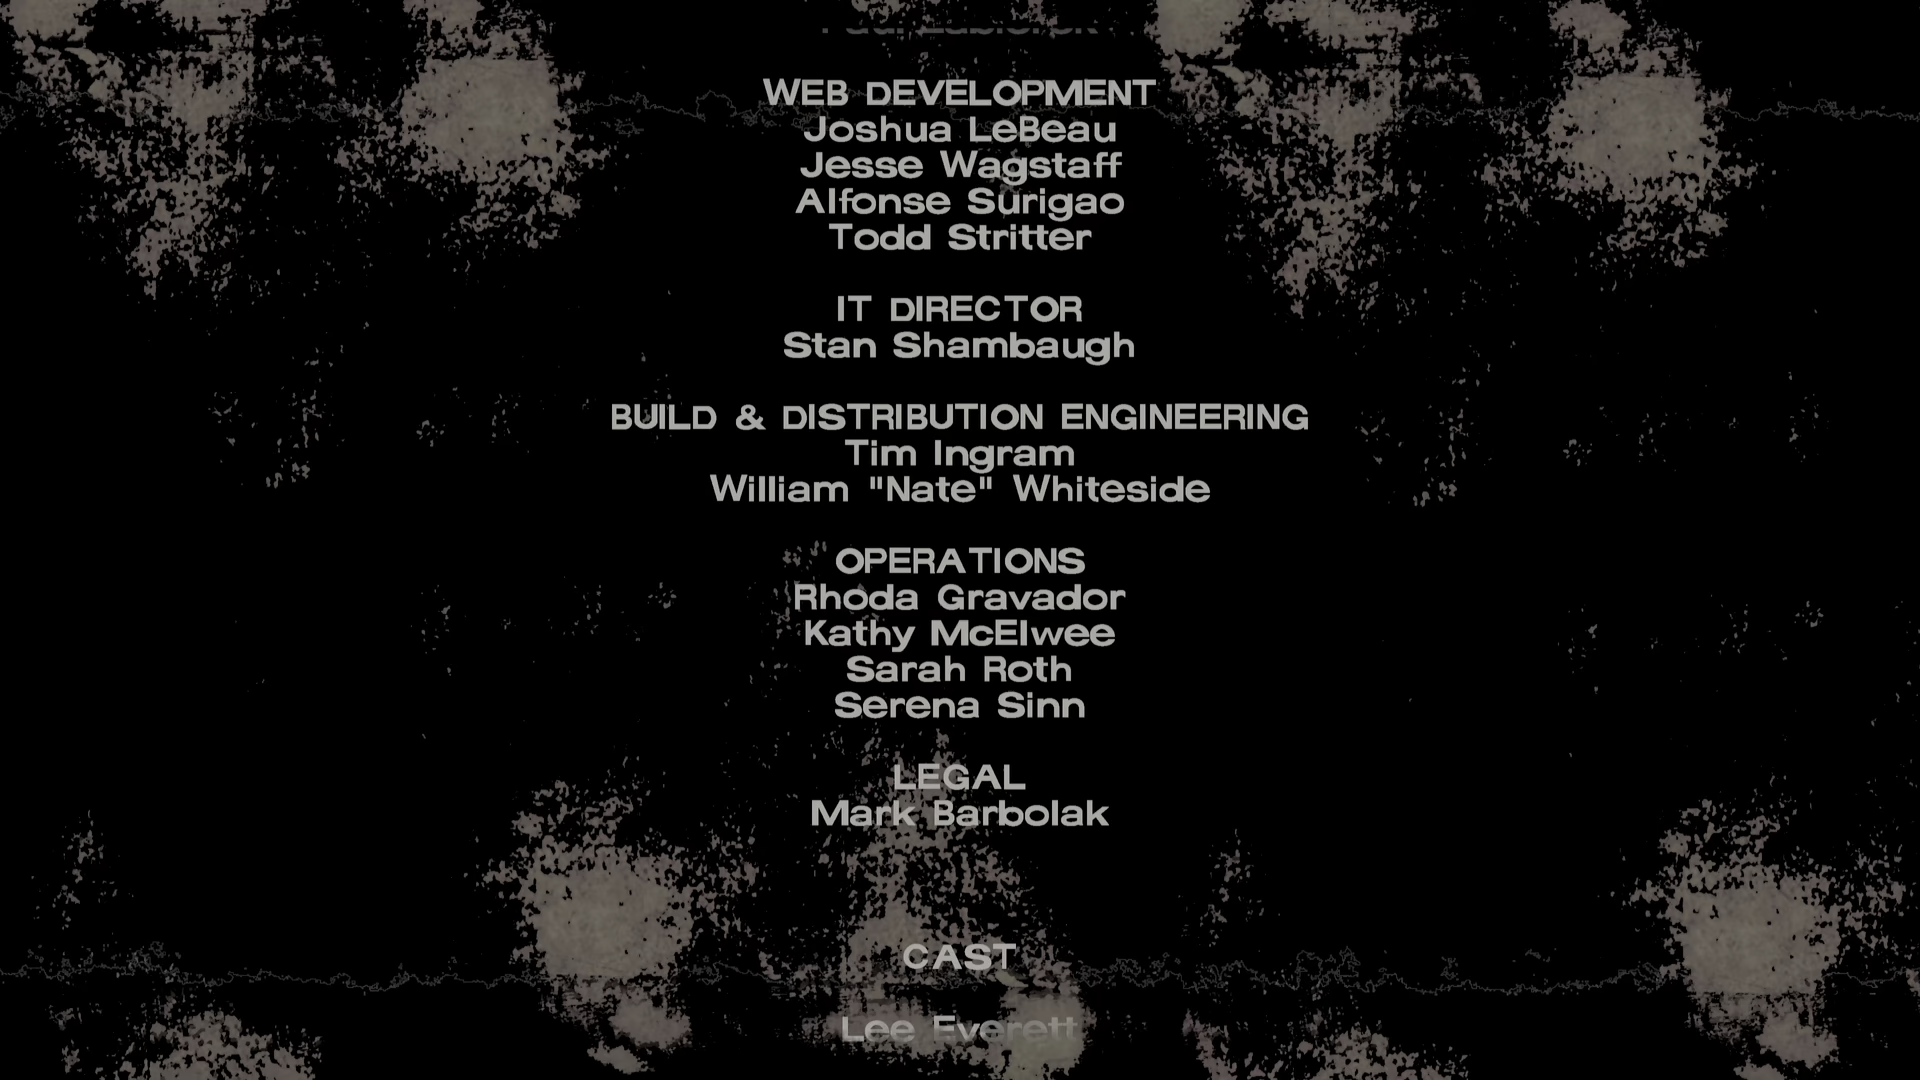 WEB DEVELOPMENT
Joshua LeBeau
Jesse Wagstaff
Alfonse Surigao
Todd Stritter
IT DIRECTOR
Stan Shambaugh
BUILD & DISTRIBUTION ENGINEERING
Tim Ingram
William "Nate" Whiteside
OPERATIONS
Rhoda Gravador
Kathy McElwee
Sarah Roth
Serena Sinn
LEGAL
Mark Barbolak
CAST
Lee Everett